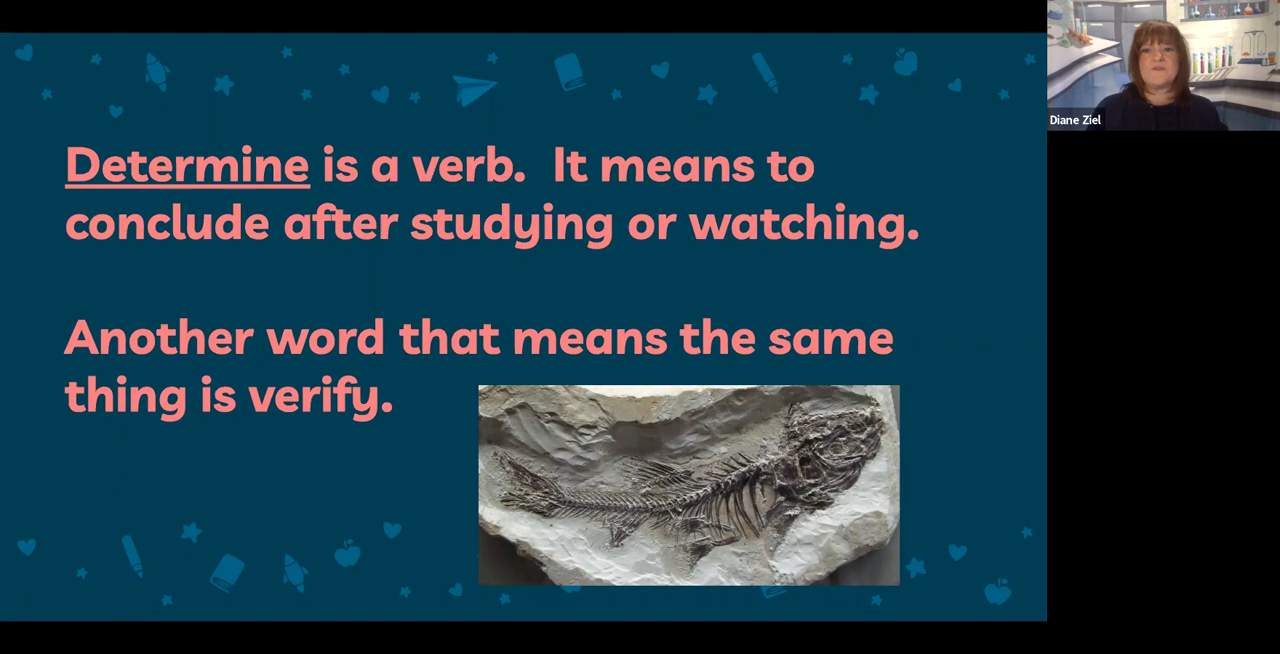 Determine is a verb.  It means to
conclude after studying or watching.
Another word that means the same
thing is verify.
Diane Ziel